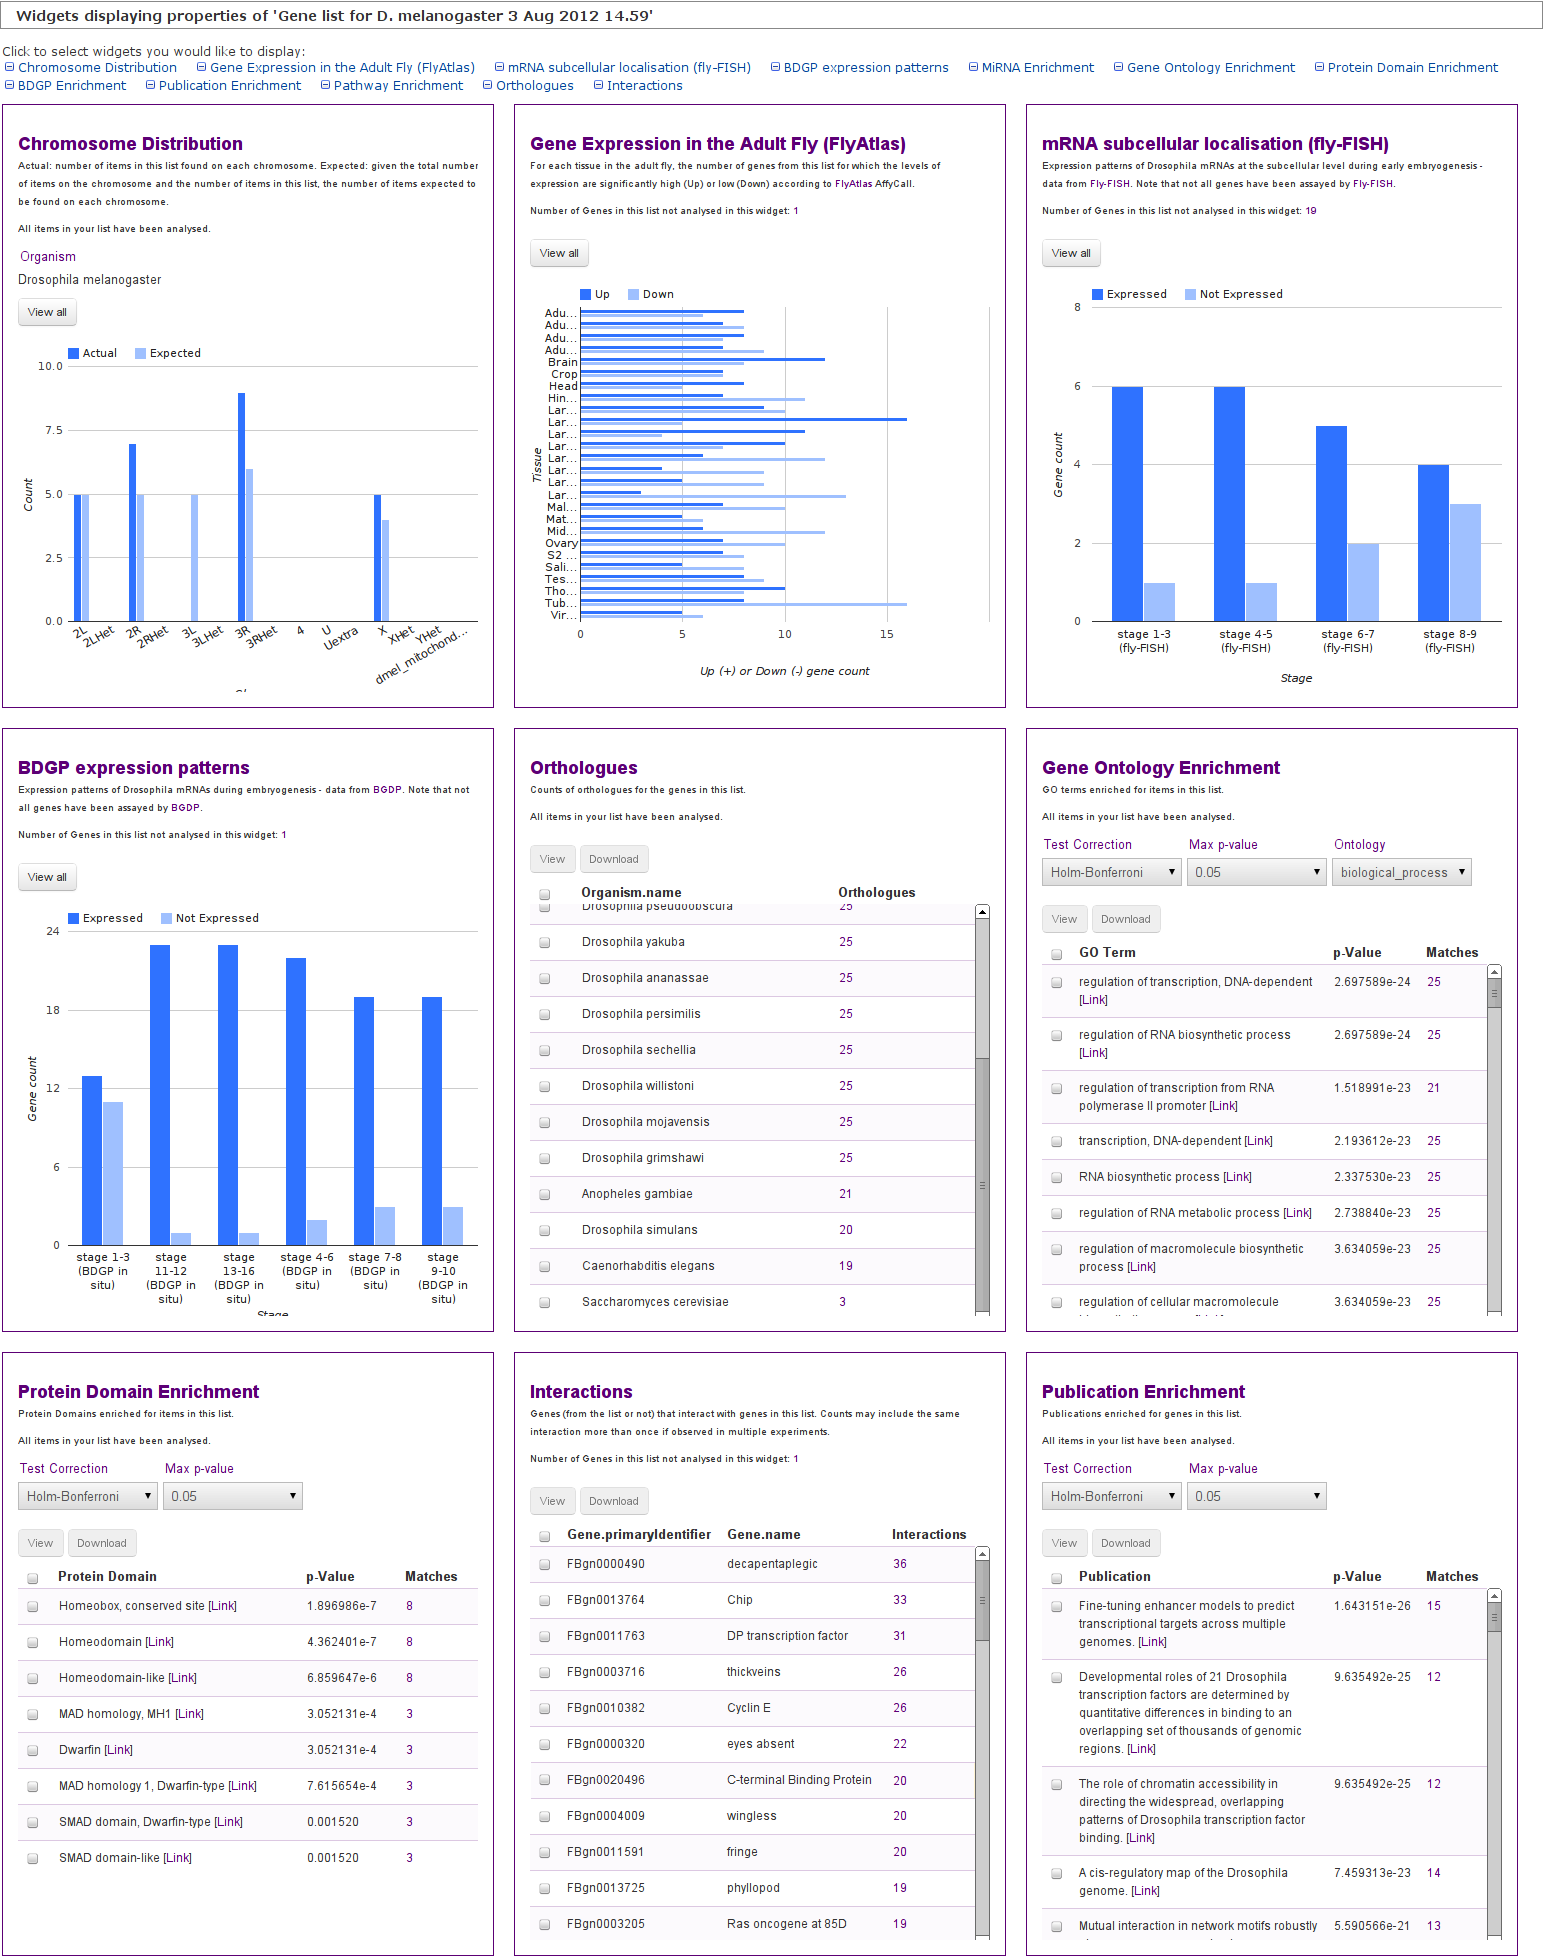 Widgets displaying properties of 'Gene list for D. melanogaster 3 Aug 2012 14.59'
Click to select widgets you would like to display:
Chromosome Distribution Gene Expression in the Adult Fly (FlyAtlas) mRNA subcellular localisation (fly-FISH) BDGP expression patterns MiRNA Enrichment Gene Ontology Enrichment Protein Domain Enrichment
BDGP Enrichment Publication Enrichment Pathway Enrichment Orthologues Interactions
Chromosome Distribution
Actual: number of items in this list found on each chromosome. Expected: given the total number
of items on the chromosome and the number of items in this list, the number of items expected to
be found on each chromosome.
All items in your list have been analysed.
Organism
Drosophila melanogaster
View all
Actual Expected
10.0
7.5
5.0
2.5
0.0
Count
2L 2LHet 2R 2RHet 3L 3LHet 3R 3RHet 4 U Uextra X XHet YHet dmel_mitochond...
Gene Expression in the Adult Fly (FlyAtlas)
For each tissue in the adult fly, the number of genes from this list for which the levels of
expression are significantly high (Up) or low (Down) according to FlyAtlas AffyCall.
Number of Genes in this list not analysed in this widget: 1
View all
Up Down
Tissue
Adu...
Adu...
Adu...
Adu...
Brain
Crop
Head
Hin...
Lar...
Lar...
Lar...
Lar...
Lar...
Lar...
Lar...
Lar...
Mal...
Mat...
Mid...
Ovary
S2 ...
Sali...
Tes...
Tho...
Tub...
Vir...
0 5 10 15
Up (+) or Down (-) gene count
mRNA subcellular localisation (fly-FISH)
Expression patterns of Drosophila mRNAs at the subcellular level during early embryogenesis -
data from Fly-FISH. Note that not all genes have been assayed by Fly-FISH.
Number of Genes in this list not analysed in this widget: 19
View all
Expressed Not Expressed
8
6
4
2
0
Gene count
stage 1-3 (fly-FISH) stage 4-5 (fly-FISH) stage 6-7 (fly-FISH) stage 8-9 (fly-FISH)
Stage
BDGP expression patterns
Expression patterns of Drosophila mRNAs during embryogenesis - data from BGDP. Note that not
all genes have been assayed by BGDP.
Number of Genes in this list not analysed in this widget: 1
View all
Expressed Not Expressed
24
18
12
6
0
Gene count
stage 1-3 (BDGP in situ) stage 11-12 (BDGP in situ) stage 13-16 (BDGP in situ) stage 4-6 (BDGP in situ) stage 7-8 (BDGP in situ) stage 9-10 (BDGP in situ)
Stage
Orthologues
Counts of orthologues for the genes in this list.
All items in your list have been analysed.
View Download
Organism.name Orthologues
Drosophila pseudoobscura 25
Drosophila yakuba 25
Drosophila ananassae 25
Drosophila persimilis 25
Drosophila sechellia 25
Drosophila willistoni 25
Drosophila mojavensis 25
Drosophila grimshawi 25
Anopheles gambiae 21
Drosophila simulans 20
Caenorhabditis elegans 19
Saccharomyces cerevisiae 3
Gene Ontology Enrichment
GO terms enriched for items in this list.
All items in your list have been analysed.
Test Correction Max p-value Ontology
Holm-Bonferroni 0.05 biological_process
View Download
GO Term p-Value Matches
regulation of transcription, DNA-dependent 2.697589e-24 25
[Link]
regulation of RNA biosynthetic process 2.697589e-24 25
[Link]
regulation of transcription from RNA 1.518991e-23 21
polymerase II promoter [Link]
transcription, DNA-dependent [Link] 2.193612e-23 25
RNA biosynthetic process [Link] 2.337530e-23 25
regulation of RNA metabolic process [Link] 2.738840e-23 25
regulation of macromolecule biosynthetic 3.634059e-23 25
process [Link]
regulation of cellular macromolecule 3.634059e-23 25
Protein Domain Enrichment
Protein Domains enriched for items in this list.
All items in your list have been analysed.
Test Correction Max p-value
Holm-Bonferroni 0.05
View Download
Protein Domain p-Value Matches
Homeobox, conserved site [Link] 1.896986e-7 8
Homeodomain [Link] 4.362401e-7 8
Homeodomain-like [Link] 6.859647e-6 8
MAD homology, MH1 [Link] 3.052131e-4 3
Dwarfin [Link] 3.052131e-4 3
MAD homology 1, Dwarfin-type [Link] 7.615654e-4 3
SMAD domain, Dwarfin-type [Link] 0.001520 3
SMAD domain-like [Link] 0.001520 3
Interactions
Genes (from the list or not) that interact with genes in this list. Counts may include the same
interaction more than once if observed in multiple experiments.
Number of Genes in this list not analysed in this widget: 1
View Download
Gene.primaryIdentifier Gene.name Interactions
FBgn0000490 decapentaplegic 36
FBgn0013764 Chip 33
FBgn0011763 DP transcription factor 31
FBgn0003716 thickveins 26
FBgn0010382 Cyclin E 26
FBgn0000320 eyes absent 22
FBgn0020496 C-terminal Binding Protein 20
FBgn0004009 wingless 20
FBgn0011591 fringe 20
FBgn0013725 phyllopod 19
FBgn0003205 Ras oncogene at 85D 19
Publication Enrichment
Publications enriched for genes in this list.
All items in your list have been analysed.
Test Correction Max p-value
Holm-Bonferroni 0.05
View Download
Publication p-Value Matches
Fine-tuning enhancer models to predict 1.643151e-26 15
transcriptional targets across multiple
genomes. [Link]
Developmental roles of 21 Drosophila 9.635492e-25 12
transcription factors are determined by
quantitative differences in binding to an
overlapping set of thousands of genomic
regions. [Link]
The role of chromatin accessibility in 9.635492e-25 12
directing the widespread, overlapping
patterns of Drosophila transcription factor
binding. [Link]
A cis-regulatory map of the Drosophila 7.459313e-23 14
genome. [Link]
Mutual interaction in network motifs robustly 5.590566e-21 13